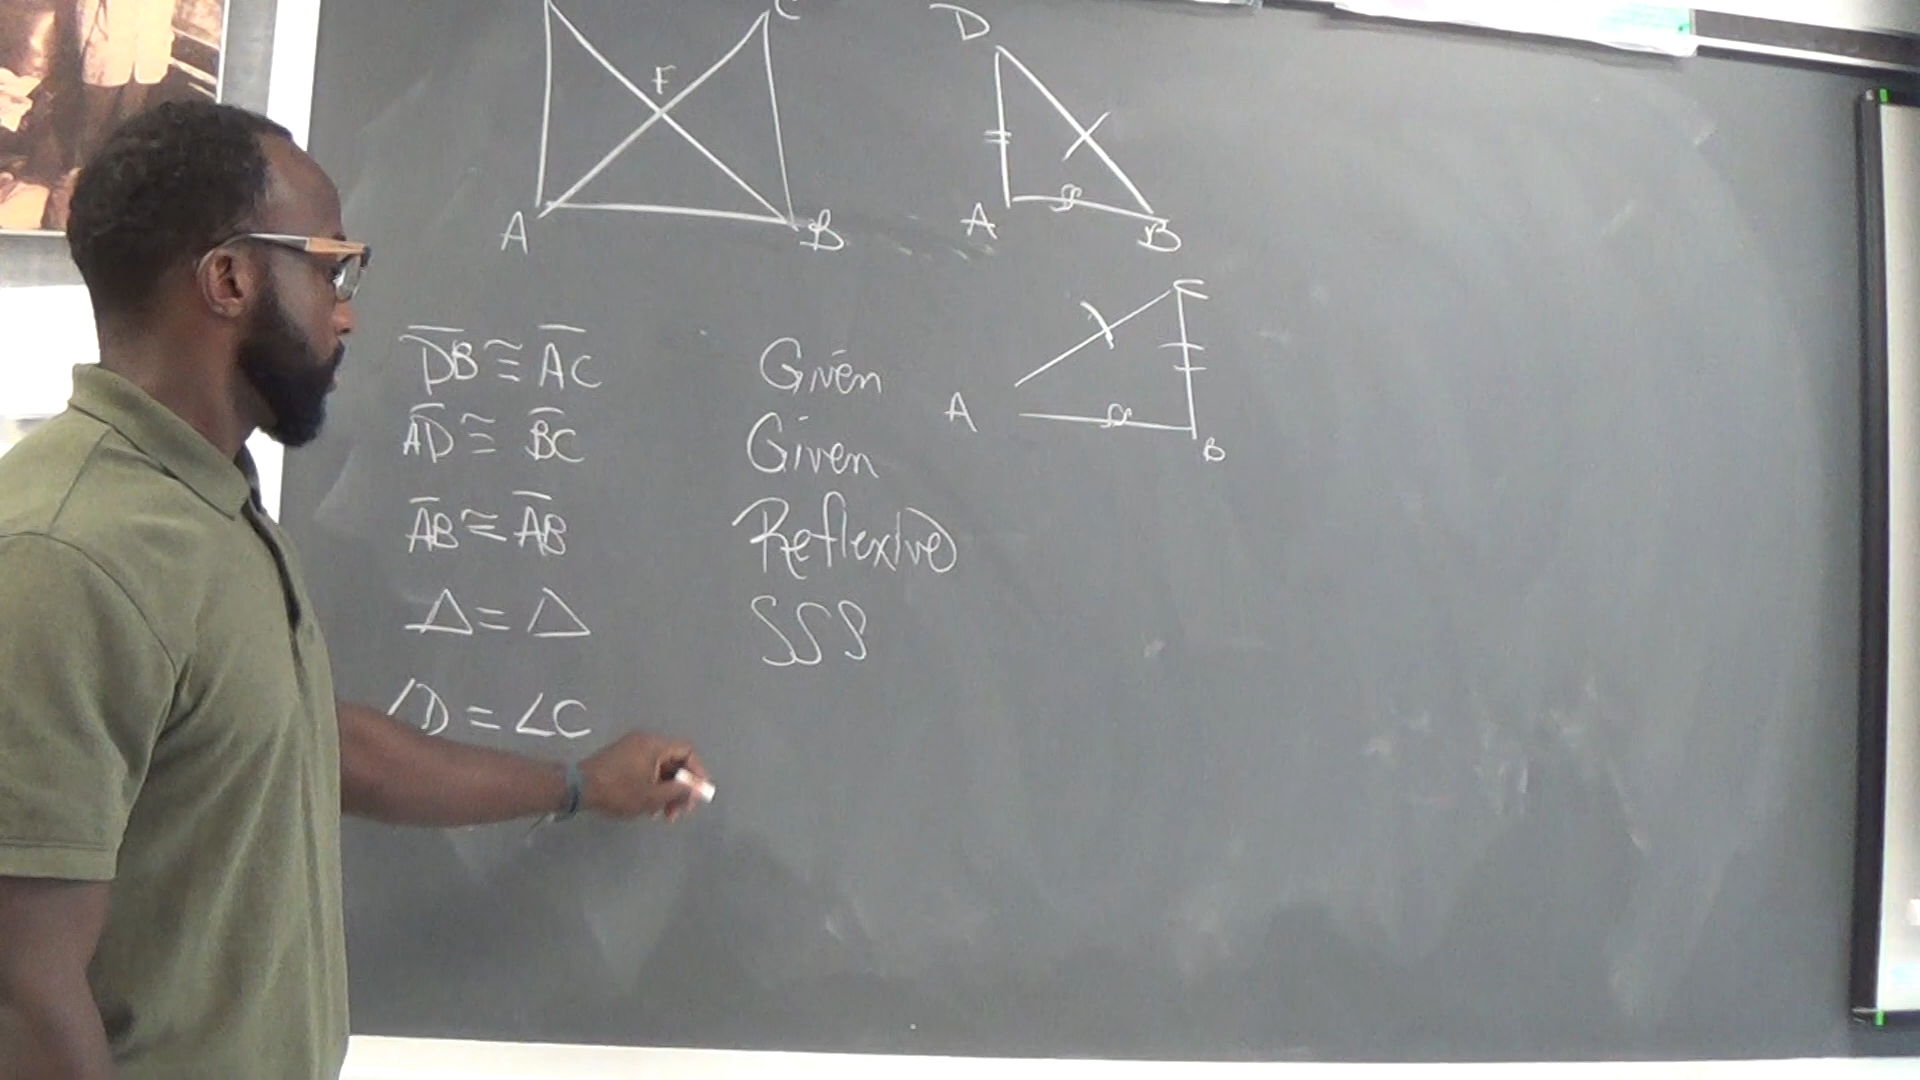 C
D
F
A
B
A
B
C
DB ≅ AC Given
A
AD ≅ BC Given
B
AB ≅ AB Reflexive
Δ = Δ SSS
∠D = ∠C